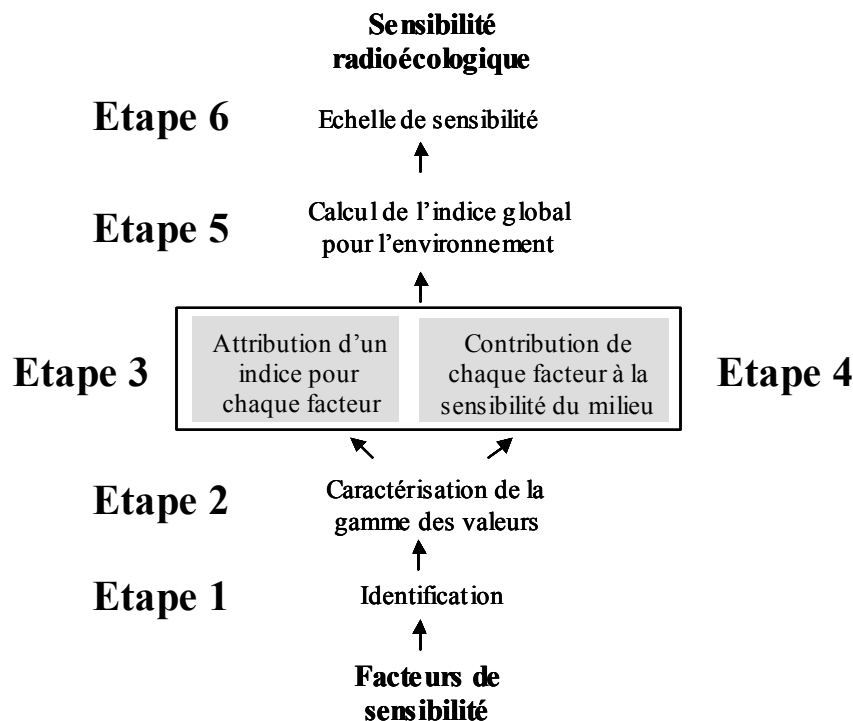 Sensibilité
radioécologique
Etape 6
Echelle de sensibilité
Etape 5
Calcul de l'indice global
pour l'environnement
Etape 3
Attribution d'un
indice pour
chaque facteur
Contribution de
chaque facteur à la
sensibilité du milieu
Etape 4
Etape 2
Caractérisation de la
gamme des valeurs
Etape 1
Identification
Facteurs de
sensibilité